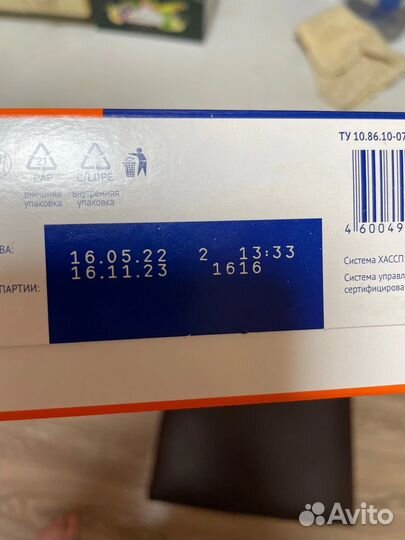 ТУ 10.86.10-07
21
PAP
C/LDPE
внешняя
упаковка
внутренняя
упаковка
4 60049
ВА:
16.05.22 2 13:33
16.11.23 1616
ПАРТИИ:
Система ХАССП
Система управл
сертифицирова
Avito